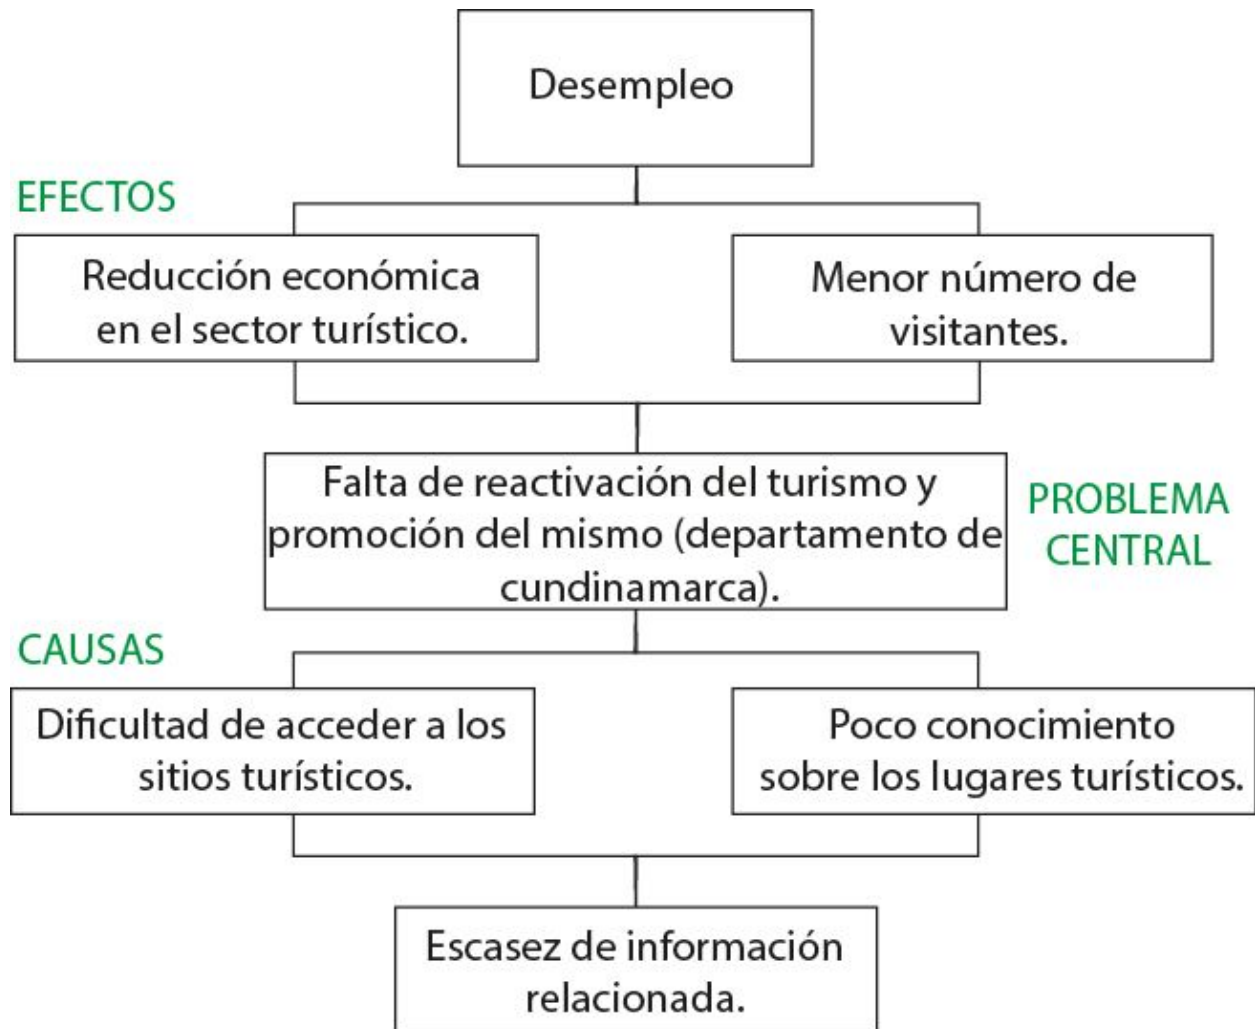 Desempleo
EFECTOS
Reducción económica
en el sector turístico.
Menor número de
visitantes.
Falta de reactivación del turismo y
promoción del mismo (departamento de
cundinamarca).
PROBLEMA
CENTRAL
CAUSAS
Dificultad de acceder a los
sitios turísticos.
Poco conocimiento
sobre los lugares turísticos.
Escasez de información
relacionada.